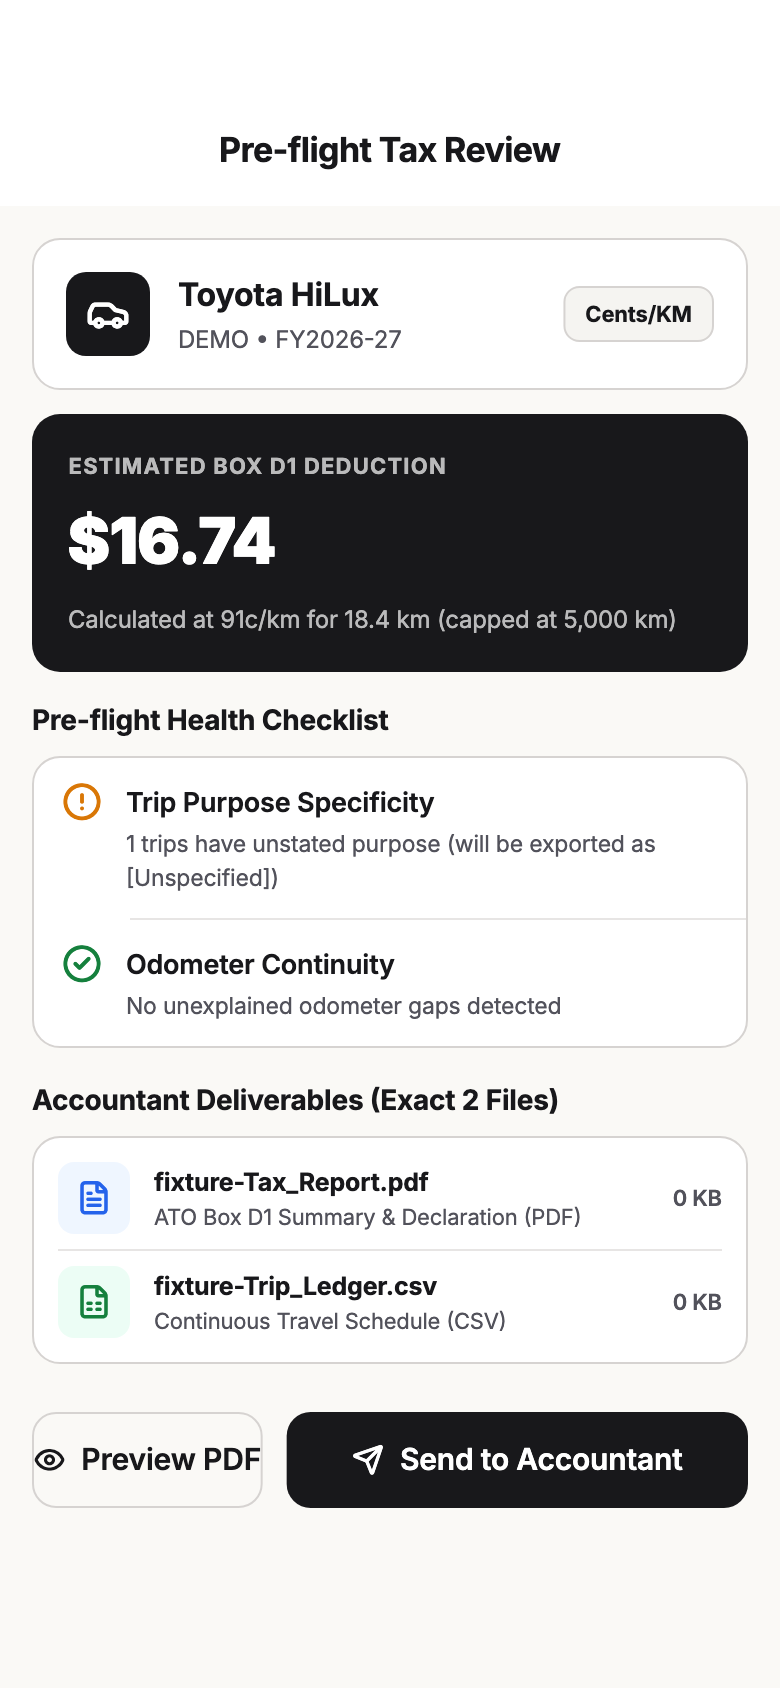 Pre-flight Tax Review
Toyota HiLux
DEMO • FY2026-27
Cents/KM
ESTIMATED BOX D1 DEDUCTION
$16.74
Calculated at 91c/km for 18.4 km (capped at 5,000 km)
Pre-flight Health Checklist
Trip Purpose Specificity
1 trips have unstated purpose (will be exported as
[Unspecified])
Odometer Continuity
No unexplained odometer gaps detected
Accountant Deliverables (Exact 2 Files)
fixture-Tax_Report.pdf
ATO Box D1 Summary & Declaration (PDF)
0 KB
fixture-Trip_Ledger.csv
Continuous Travel Schedule (CSV)
0 KB
Preview PDF
Send to Accountant